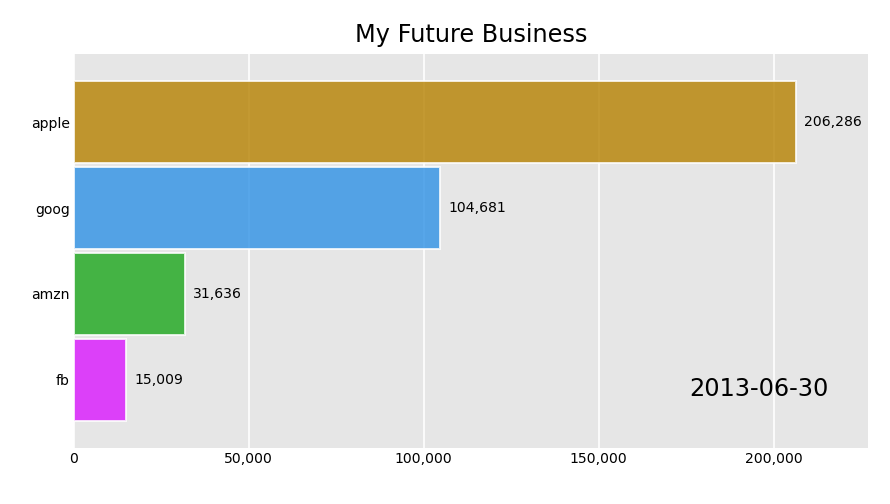 My Future Business
apple 206,286
goog 104,681
amzn 31,636
fb 15,009
2013-06-30
0 50,000 100,000 150,000 200,000